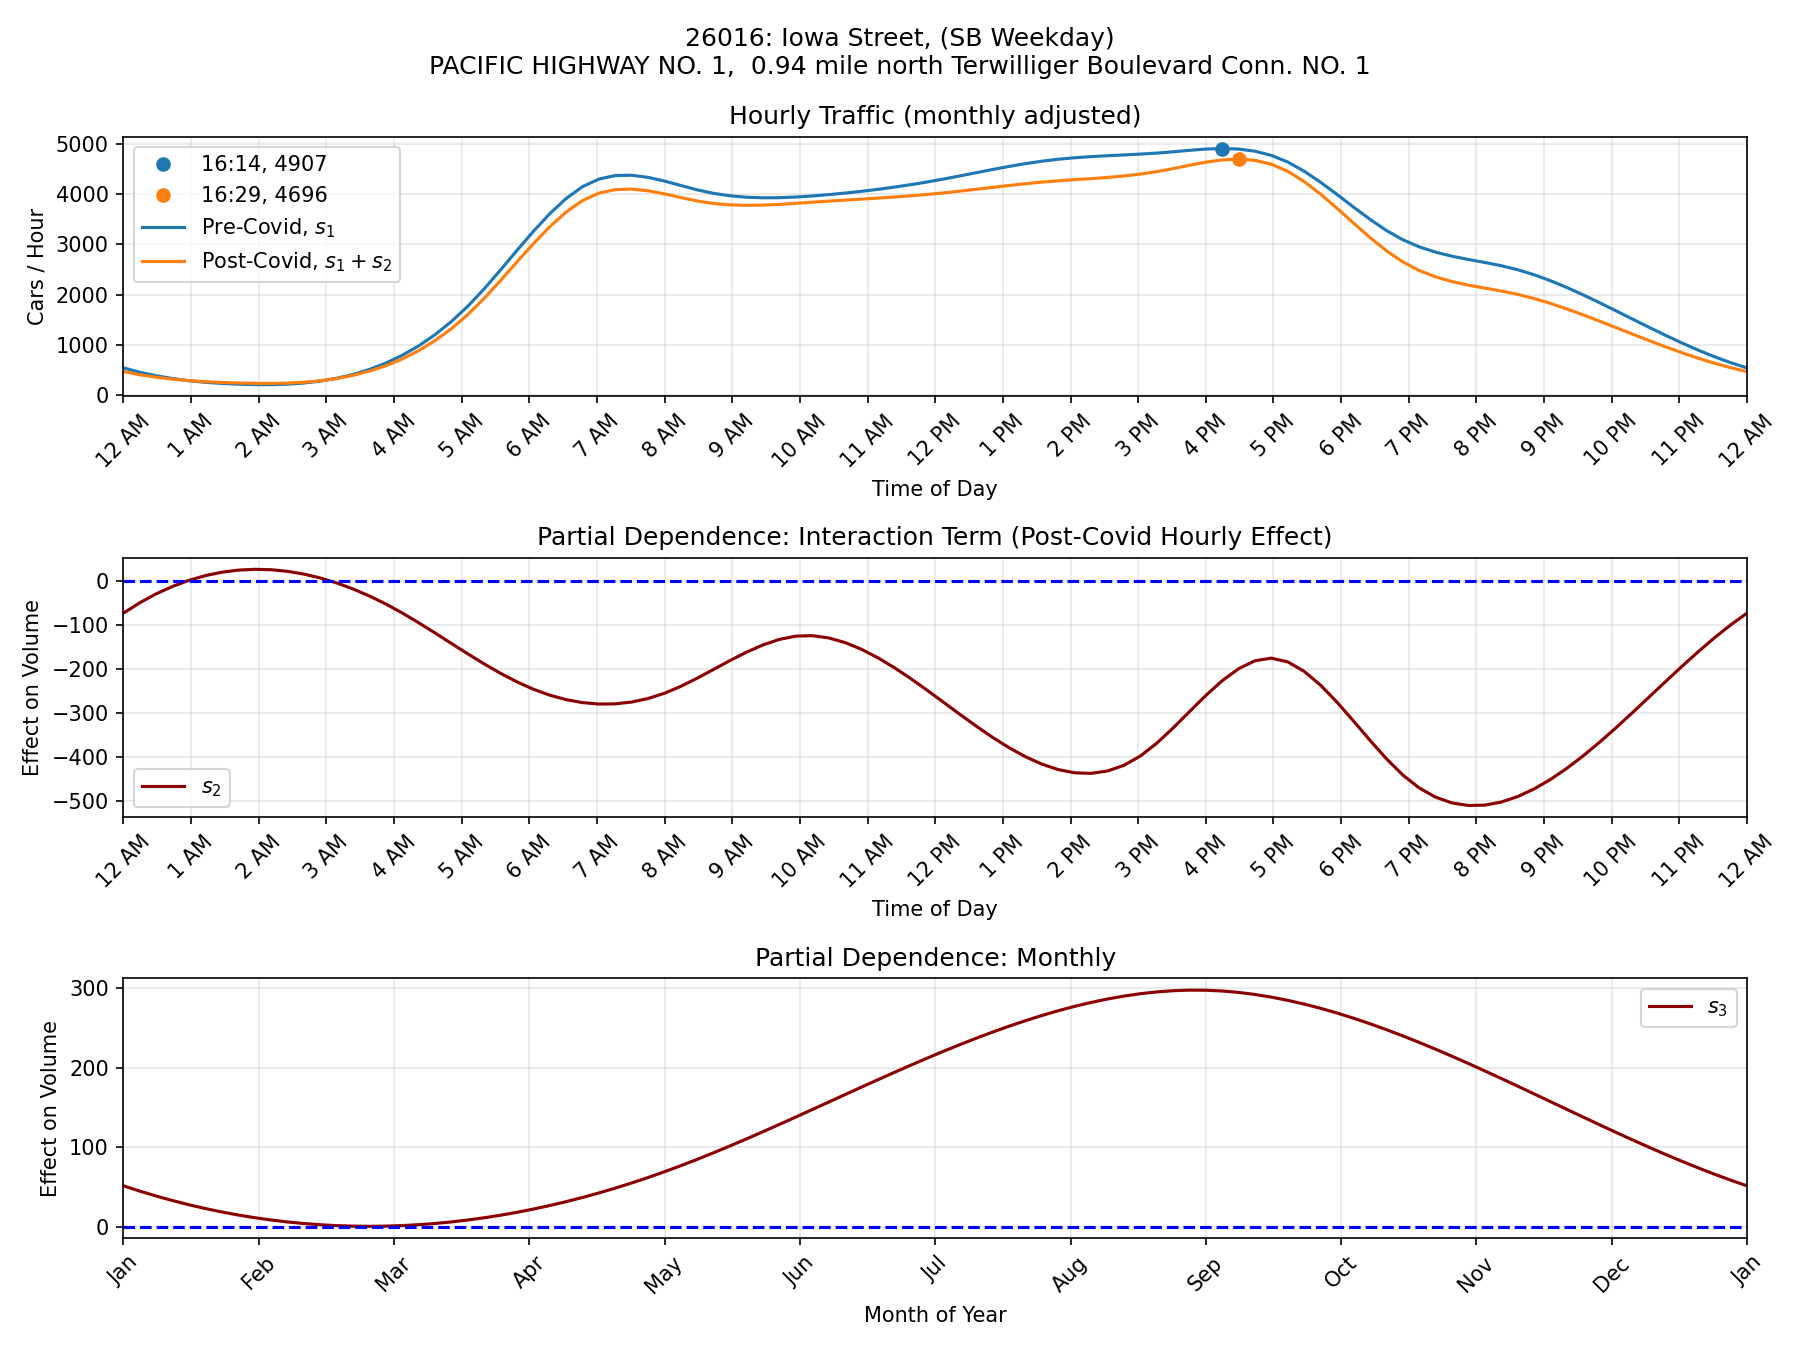 26016: Iowa Street, (SB Weekday)
PACIFIC HIGHWAY NO. 1,  0.94 mile north Terwilliger Boulevard Conn. NO. 1
Hourly Traffic (monthly adjusted)
5000
4000
3000
2000
1000
0
Cars / Hour
16:14, 4907
16:29, 4696
Pre-Covid, s₁
Post-Covid, s₁ + s₂
12 AM 1 AM 2 AM 3 AM 4 AM 5 AM 6 AM 7 AM 8 AM 9 AM 10 AM 11 AM 12 PM 1 PM 2 PM 3 PM 4 PM 5 PM 6 PM 7 PM 8 PM 9 PM 10 PM 11 PM 12 AM
Time of Day
Partial Dependence: Interaction Term (Post-Covid Hourly Effect)
0
−100
−200
−300
−400
−500
Effect on Volume
s₂
12 AM 1 AM 2 AM 3 AM 4 AM 5 AM 6 AM 7 AM 8 AM 9 AM 10 AM 11 AM 12 PM 1 PM 2 PM 3 PM 4 PM 5 PM 6 PM 7 PM 8 PM 9 PM 10 PM 11 PM 12 AM
Time of Day
Partial Dependence: Monthly
300
200
100
0
Effect on Volume
s₃
Jan Feb Mar Apr May Jun Jul Aug Sep Oct Nov Dec Jan
Month of Year